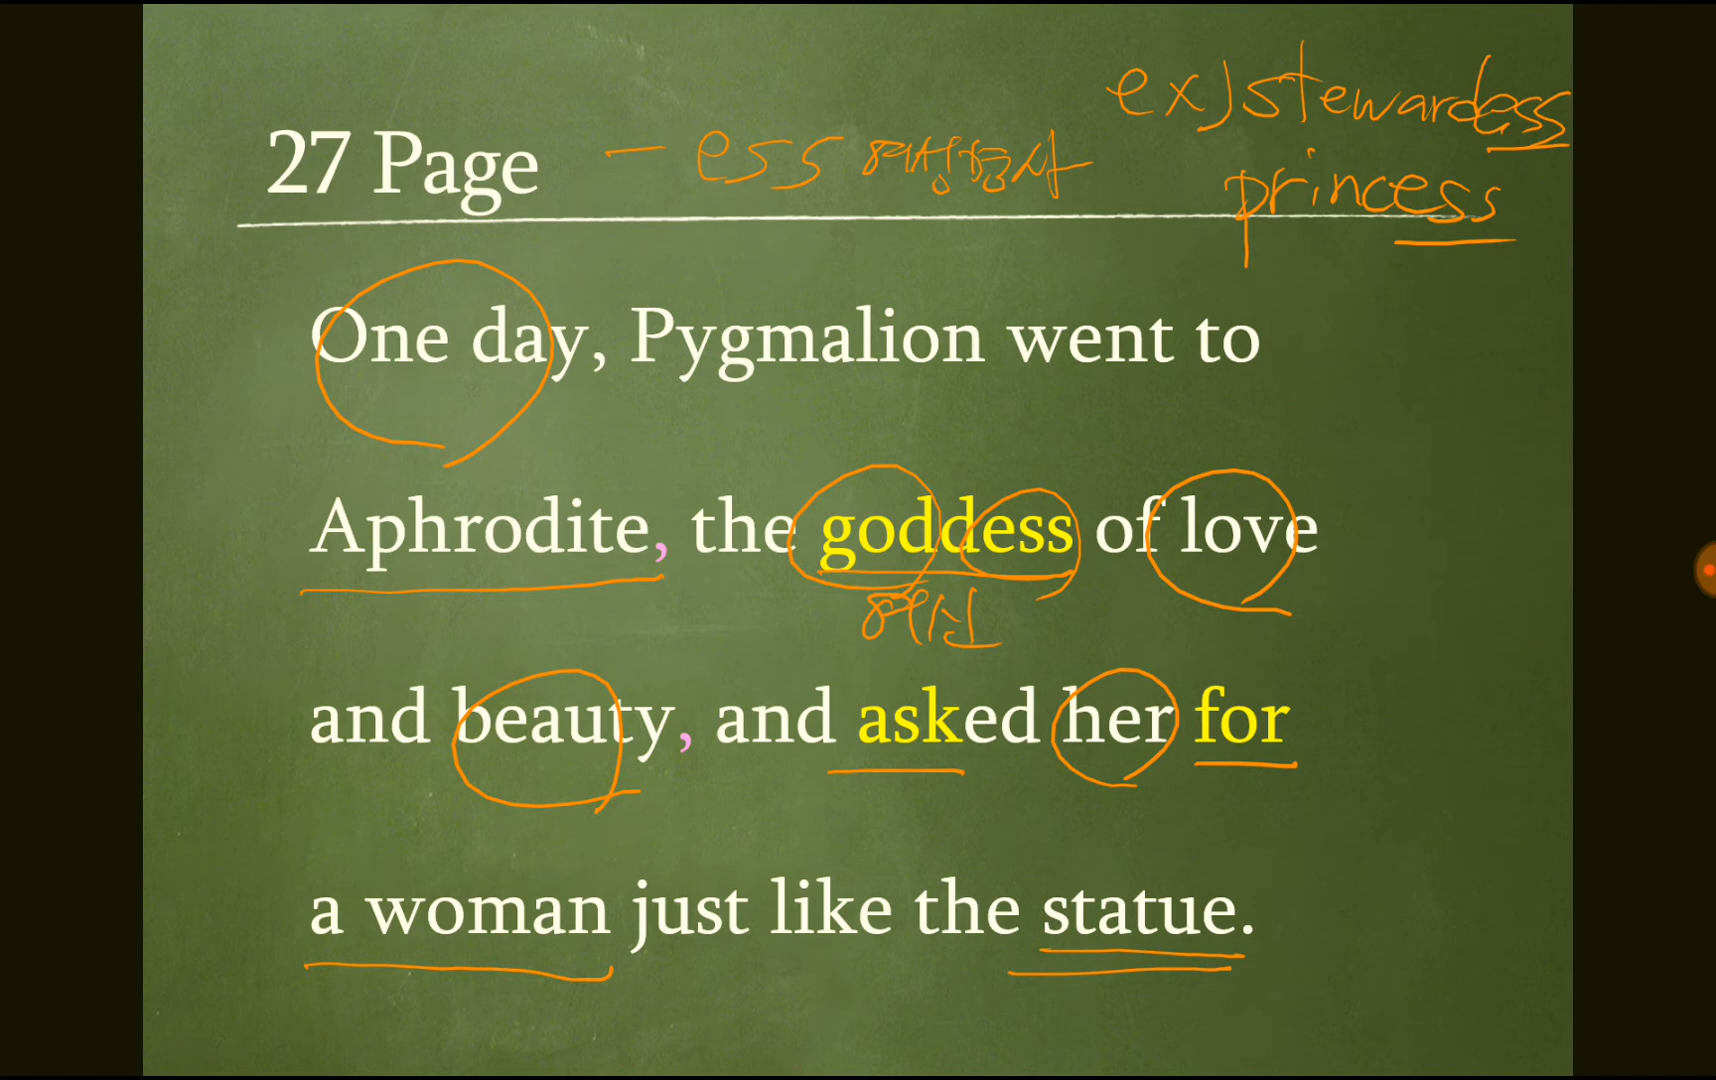 ex) stewardess
27 Page - ess 여성명사
princess
One day, Pygmalion went to
Aphrodite, the goddess of love
여신
and beauty, and asked her for
a woman just like the statue.